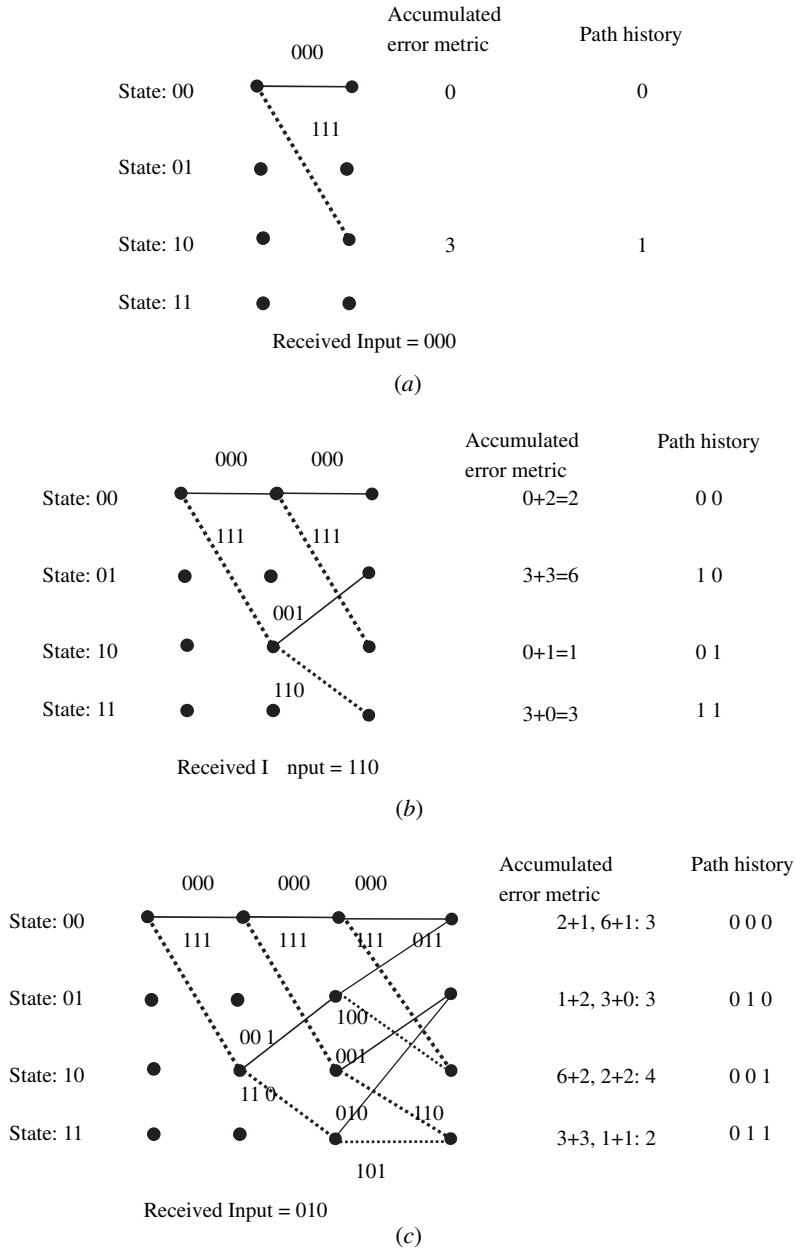 Accumulated
error metric
Path history
000
State: 00
0
0
111
State: 01
State: 10
3
1
State: 11
Received Input = 000
(a)
Accumulated
error metric
Path history
000 000
State: 00
0+2=2
0 0
111 111
State: 01
3+3=6
1 0
001
State: 10
0+1=1
0 1
110
State: 11
3+0=3
1 1
Received I nput = 110
(b)
Accumulated
error metric
Path history
000 000 000
State: 00
2+1, 6+1: 3
0 0 0
111 111 111 011
State: 01
1+2, 3+0: 3
0 1 0
100
00 1
001
State: 10
6+2, 2+2: 4
0 0 1
11 0
010 110
State: 11
3+3, 1+1: 2
0 1 1
101
Received Input = 010
(c)